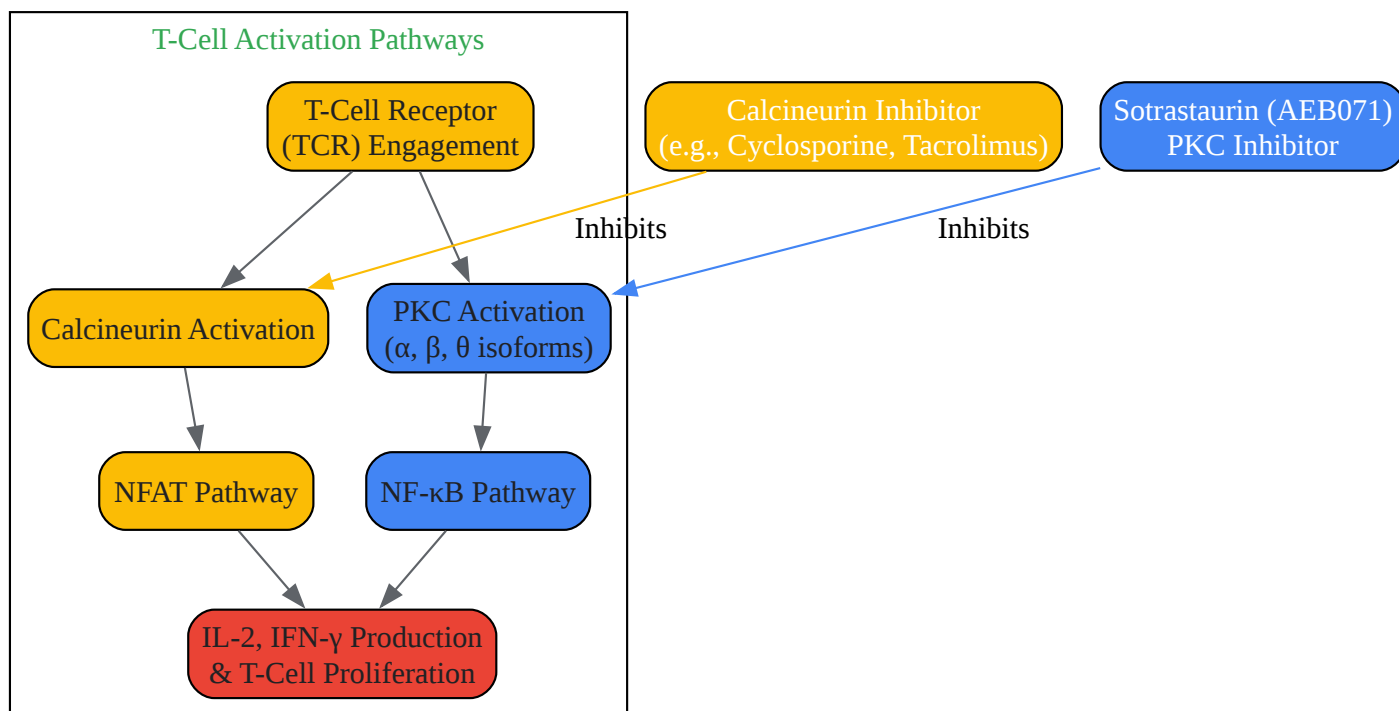 T-Cell Activation Pathways
T-Cell Receptor
(TCR) Engagement
Calcineurin Inhibitor
(e.g., Cyclosporine, Tacrolimus)
Sotrastaurin (AEB071)
PKC Inhibitor
Inhibits
Inhibits
Calcineurin Activation
PKC Activation
(α, β, θ isoforms)
NFAT Pathway
NF-κB Pathway
IL-2, IFN-γ Production
& T-Cell Proliferation